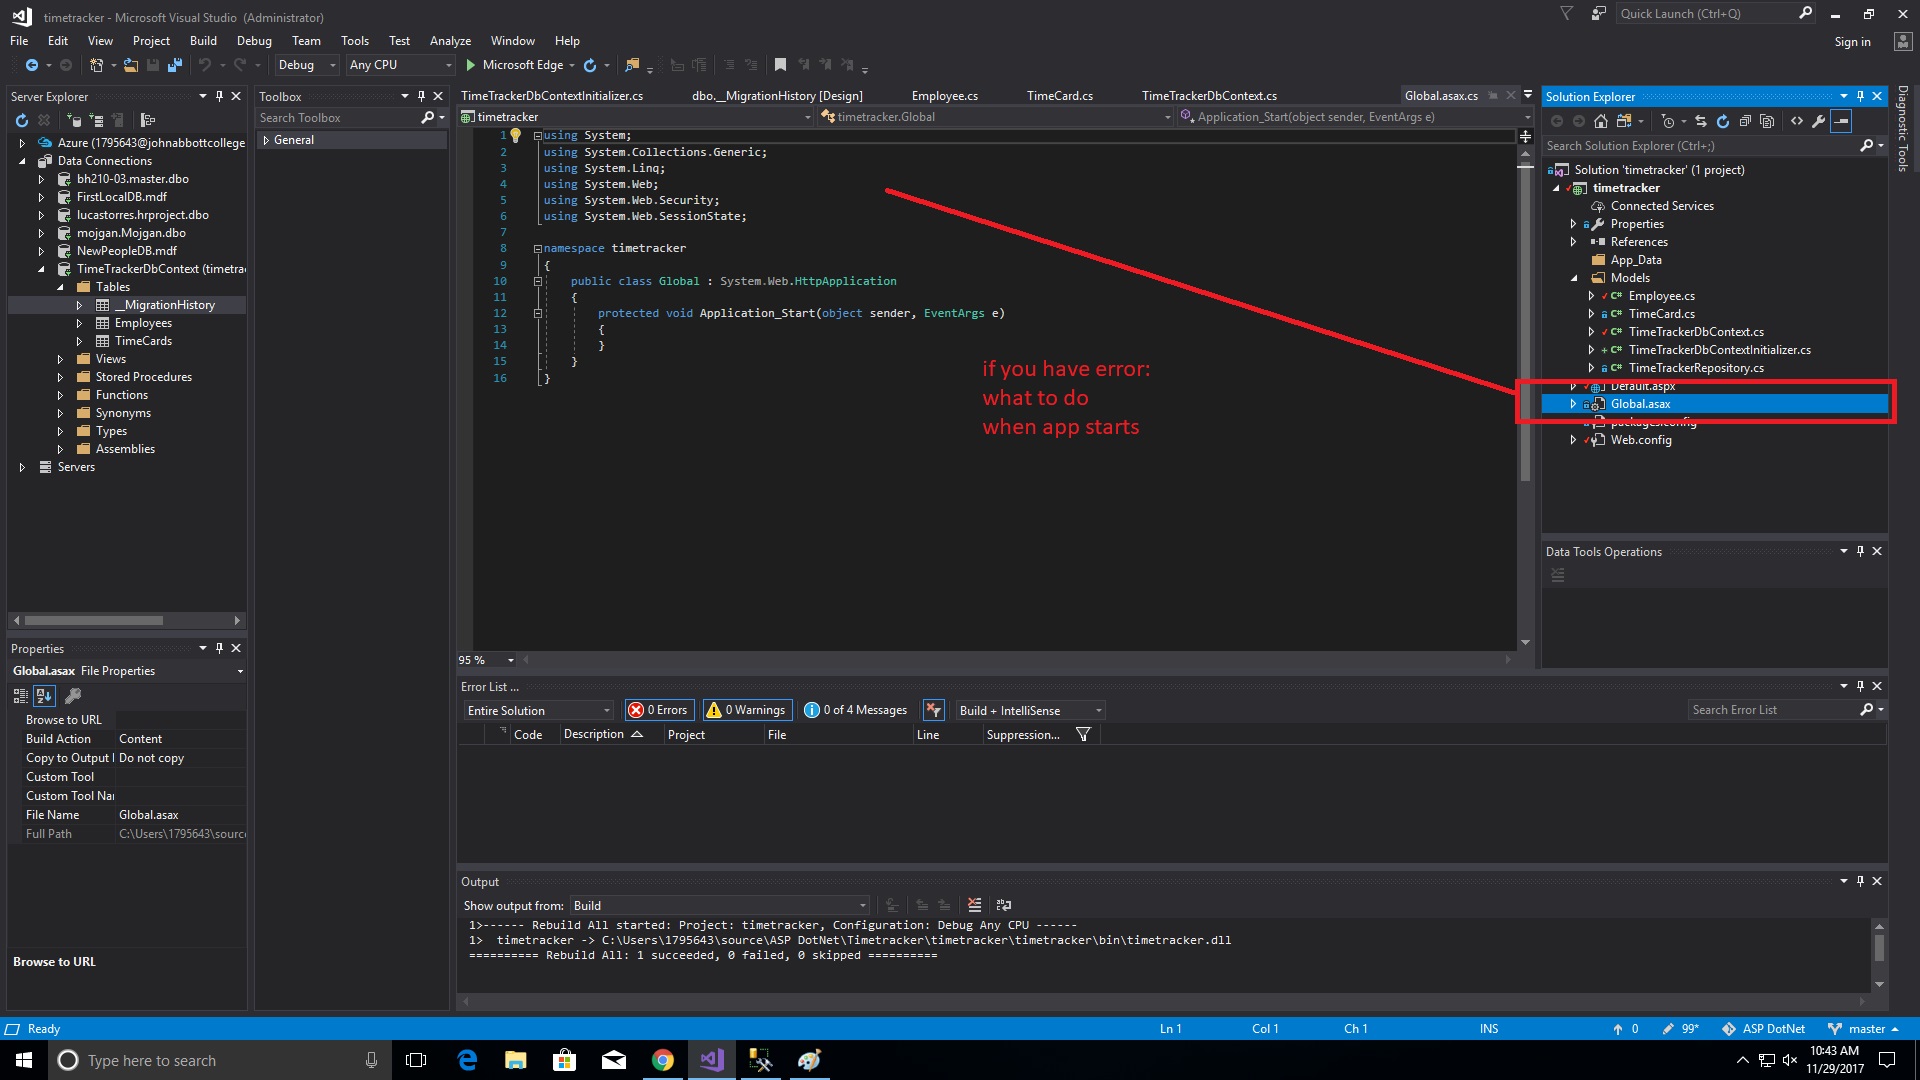 timetracker - Microsoft Visual Studio (Administrator)
Quick Launch (Ctrl+Q)
File Edit View Project Build Debug Team Tools Test Analyze Window Help
Sign in
Debug Any CPU Microsoft Edge
Server Explorer
Azure (1795643@johnabbottcollege
Data Connections
bh210-03.master.dbo
FirstLocalDB.mdf
lucastorres.hrproject.dbo
mojgan.Mojgan.dbo
NewPeopleDB.mdf
TimeTrackerDbContext (timetra
Tables
__MigrationHistory
Employees
TimeCards
Views
Stored Procedures
Functions
Synonyms
Types
Assemblies
Servers
Toolbox
Search Toolbox
General
TimeTrackerDbContextInitializer.cs dbo.__MigrationHistory [Design] Employee.cs TimeCard.cs TimeTrackerDbContext.cs Global.asax.cs
timetracker timetracker.Global Application_Start(object sender, EventArgs e)
1 using System;
2 using System.Collections.Generic;
3 using System.Linq;
4 using System.Web;
5 using System.Web.Security;
6 using System.Web.SessionState;
7
8 namespace timetracker
9 {
10 public class Global : System.Web.HttpApplication
11 {
12 protected void Application_Start(object sender, EventArgs e)
13 {
14 }
15 }
16 }
if you have error:
what to do
when app starts
95 %
Solution Explorer
Search Solution Explorer (Ctrl+;)
Solution 'timetracker' (1 project)
timetracker
Connected Services
Properties
References
App_Data
Models
C# Employee.cs
C# TimeCard.cs
C# TimeTrackerDbContext.cs
C# TimeTrackerDbContextInitializer.cs
C# TimeTrackerRepository.cs
Default.aspx
Global.asax
packages.config
Web.config
Diagnostic Tools
Data Tools Operations
Properties
Global.asax File Properties
Browse to URL
Build Action Content
Copy to Output Do not copy
Custom Tool
Custom Tool Na
File Name Global.asax
Full Path C:\Users\1795643\sourc
Browse to URL
Error List ...
Entire Solution 0 Errors 0 Warnings 0 of 4 Messages Build + IntelliSense Search Error List
Code Description Project File Line Suppression...
Output
Show output from: Build
1>------ Rebuild All started: Project: timetracker, Configuration: Debug Any CPU ------
1> timetracker -> C:\Users\1795643\source\ASP DotNet\Timetracker\timetracker\timetracker\bin\timetracker.dll
========== Rebuild All: 1 succeeded, 0 failed, 0 skipped ==========
Ready Ln 1 Col 1 Ch 1 INS 0 99* ASP DotNet master
Type here to search
10:43 AM
11/29/2017